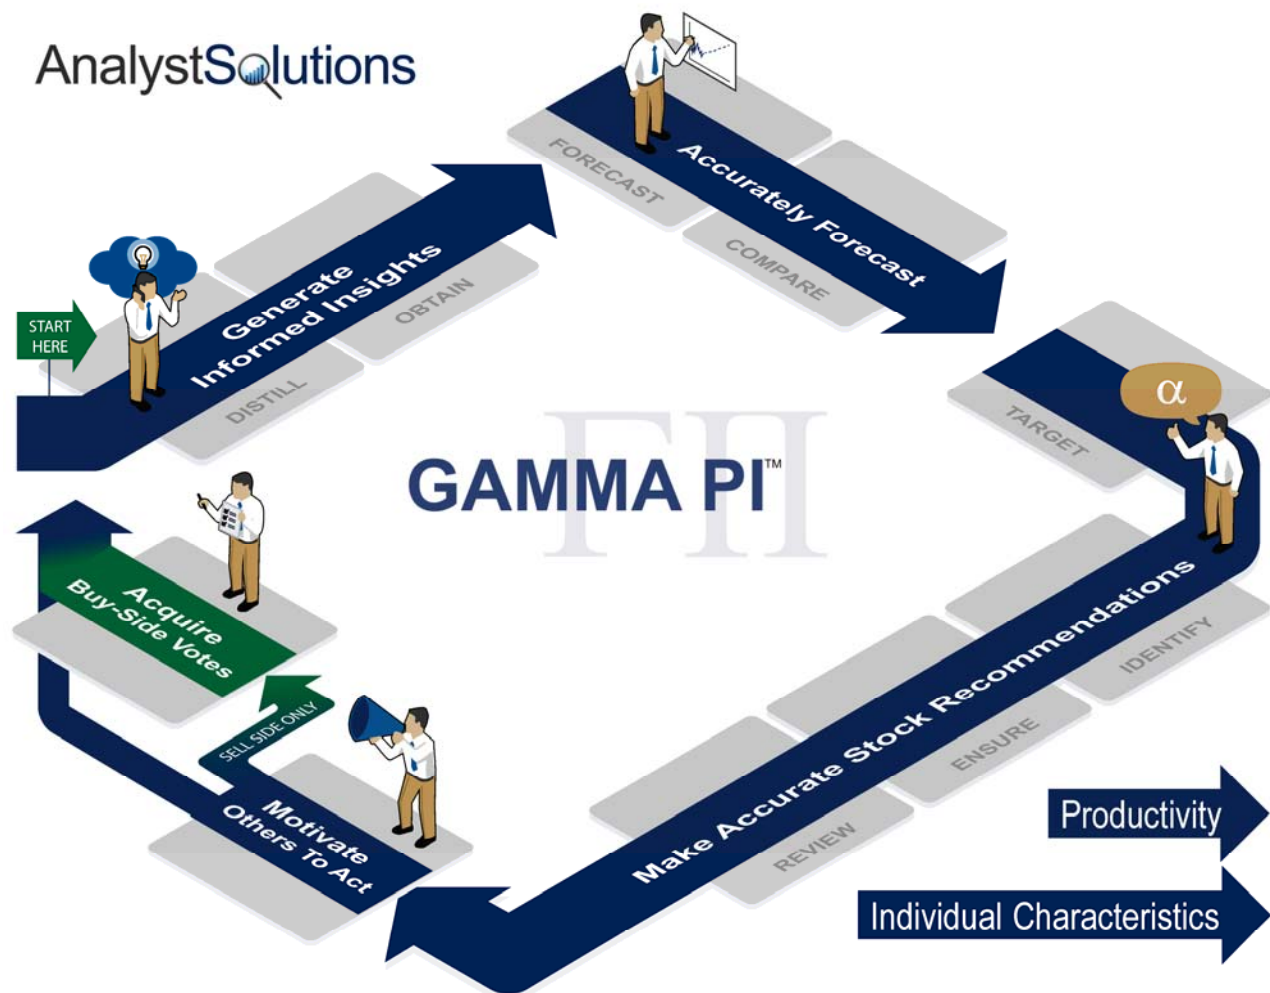 AnalystSolutions
START
HERE
Generate
Informed Insights
DISTILL
OBTAIN
Accurately Forecast
FORECAST
COMPARE
TARGET
α
ΓΠ
GAMMA PI™
Make Accurate Stock Recommendations
IDENTIFY
ENSURE
REVIEW
Motivate
Others To Act
SELL SIDE ONLY
Acquire
Buy-Side Votes
Productivity
Individual Characteristics